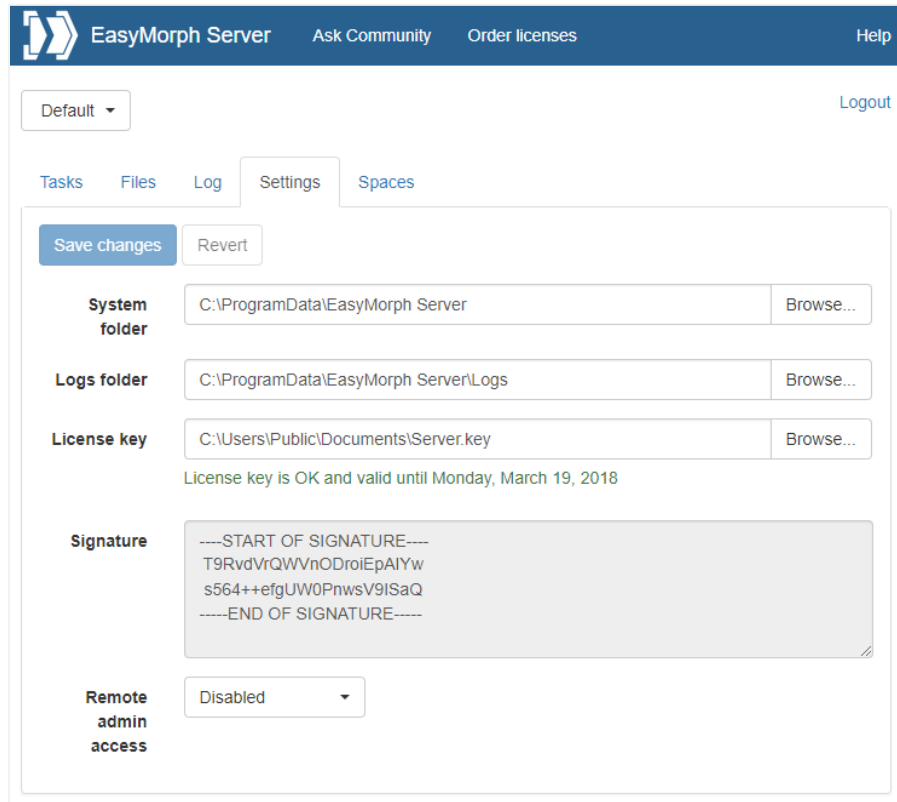 EasyMorph Server Ask Community Order licenses Help
Default Logout
Tasks Files Log Settings Spaces
Save changes Revert
System folder C:\ProgramData\EasyMorph Server Browse...
Logs folder C:\ProgramData\EasyMorph Server\Logs Browse...
License key C:\Users\Public\Documents\Server.key Browse...
License key is OK and valid until Monday, March 19, 2018
Signature ----START OF SIGNATURE----
T9RvdVrQWVnODroiEpAIYw
s564++efgUW0PnwsV9ISaQ
-----END OF SIGNATURE-----
Remote admin access Disabled